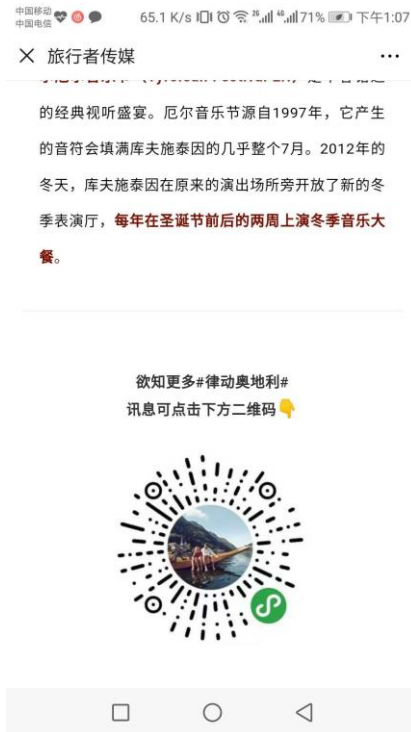 中国移动
中国电信
65.1 K/s
26
46
71%
下午1:07
旅行者传媒
的经典视听盛宴。厄尔音乐节源自1997年，它产生
的音符会填满库夫施泰因的几乎整个7月。2012年的
冬天，库夫施泰因在原来的演出场所旁开放了新的冬
季表演厅，每年在圣诞节前后的两周上演冬季音乐大
餐。
欲知更多#律动奥地利#
讯息可点击下方二维码👇